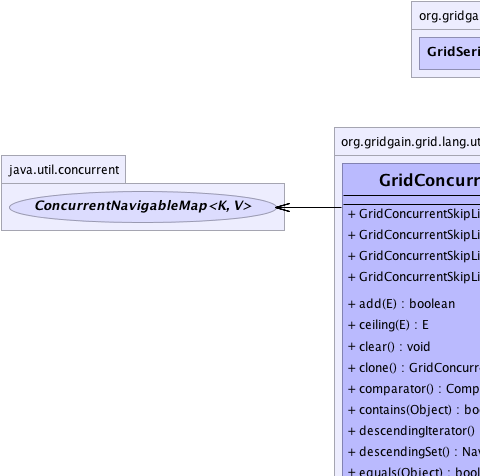 org.gridga
GridSeri
org.gridgain.grid.lang.ut
java.util.concurrent
GridConcurr
ConcurrentNavigableMap<K, V>
+ GridConcurrentSkipLi
+ GridConcurrentSkipLi
+ GridConcurrentSkipLi
+ GridConcurrentSkipLi
+ add(E) : boolean
+ ceiling(E) : E
+ clear() : void
+ clone() : GridConcurr
+ comparator() : Comp
+ contains(Object) : bo
+ descendingIterator()
+ descendingSet() : Nav
+ equals(Object) : bool